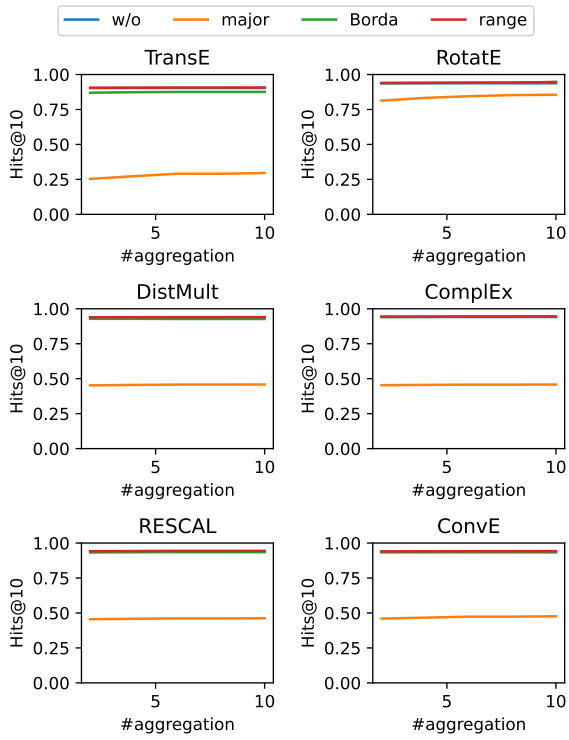 w/o major Borda range
TransE RotatE
1.00 1.00
0.75 0.75
0.50 0.50
0.25 0.25
0.00 0.00
Hits@10 Hits@10
5 10 5 10
#aggregation #aggregation
DistMult ComplEx
1.00 1.00
0.75 0.75
0.50 0.50
0.25 0.25
0.00 0.00
Hits@10 Hits@10
5 10 5 10
#aggregation #aggregation
RESCAL ConvE
1.00 1.00
0.75 0.75
0.50 0.50
0.25 0.25
0.00 0.00
Hits@10 Hits@10
5 10 5 10
#aggregation #aggregation